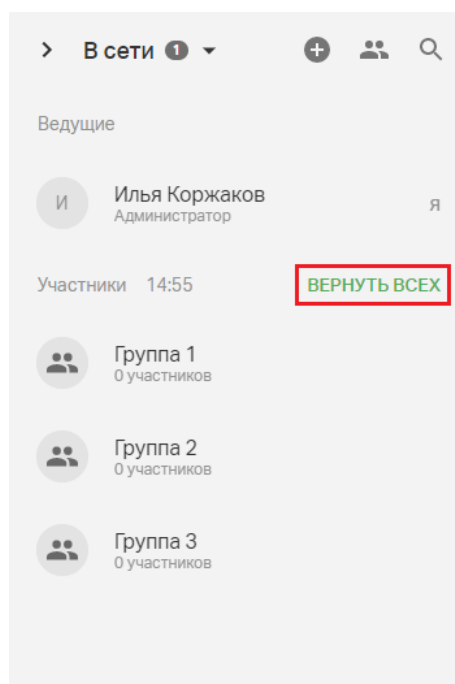 В сети 1
Ведущие
И
Илья Коржаков
Администратор
я
Участники 14:55 ВЕРНУТЬ ВСЕХ
Группа 1
0 участников
Группа 2
0 участников
Группа 3
0 участников